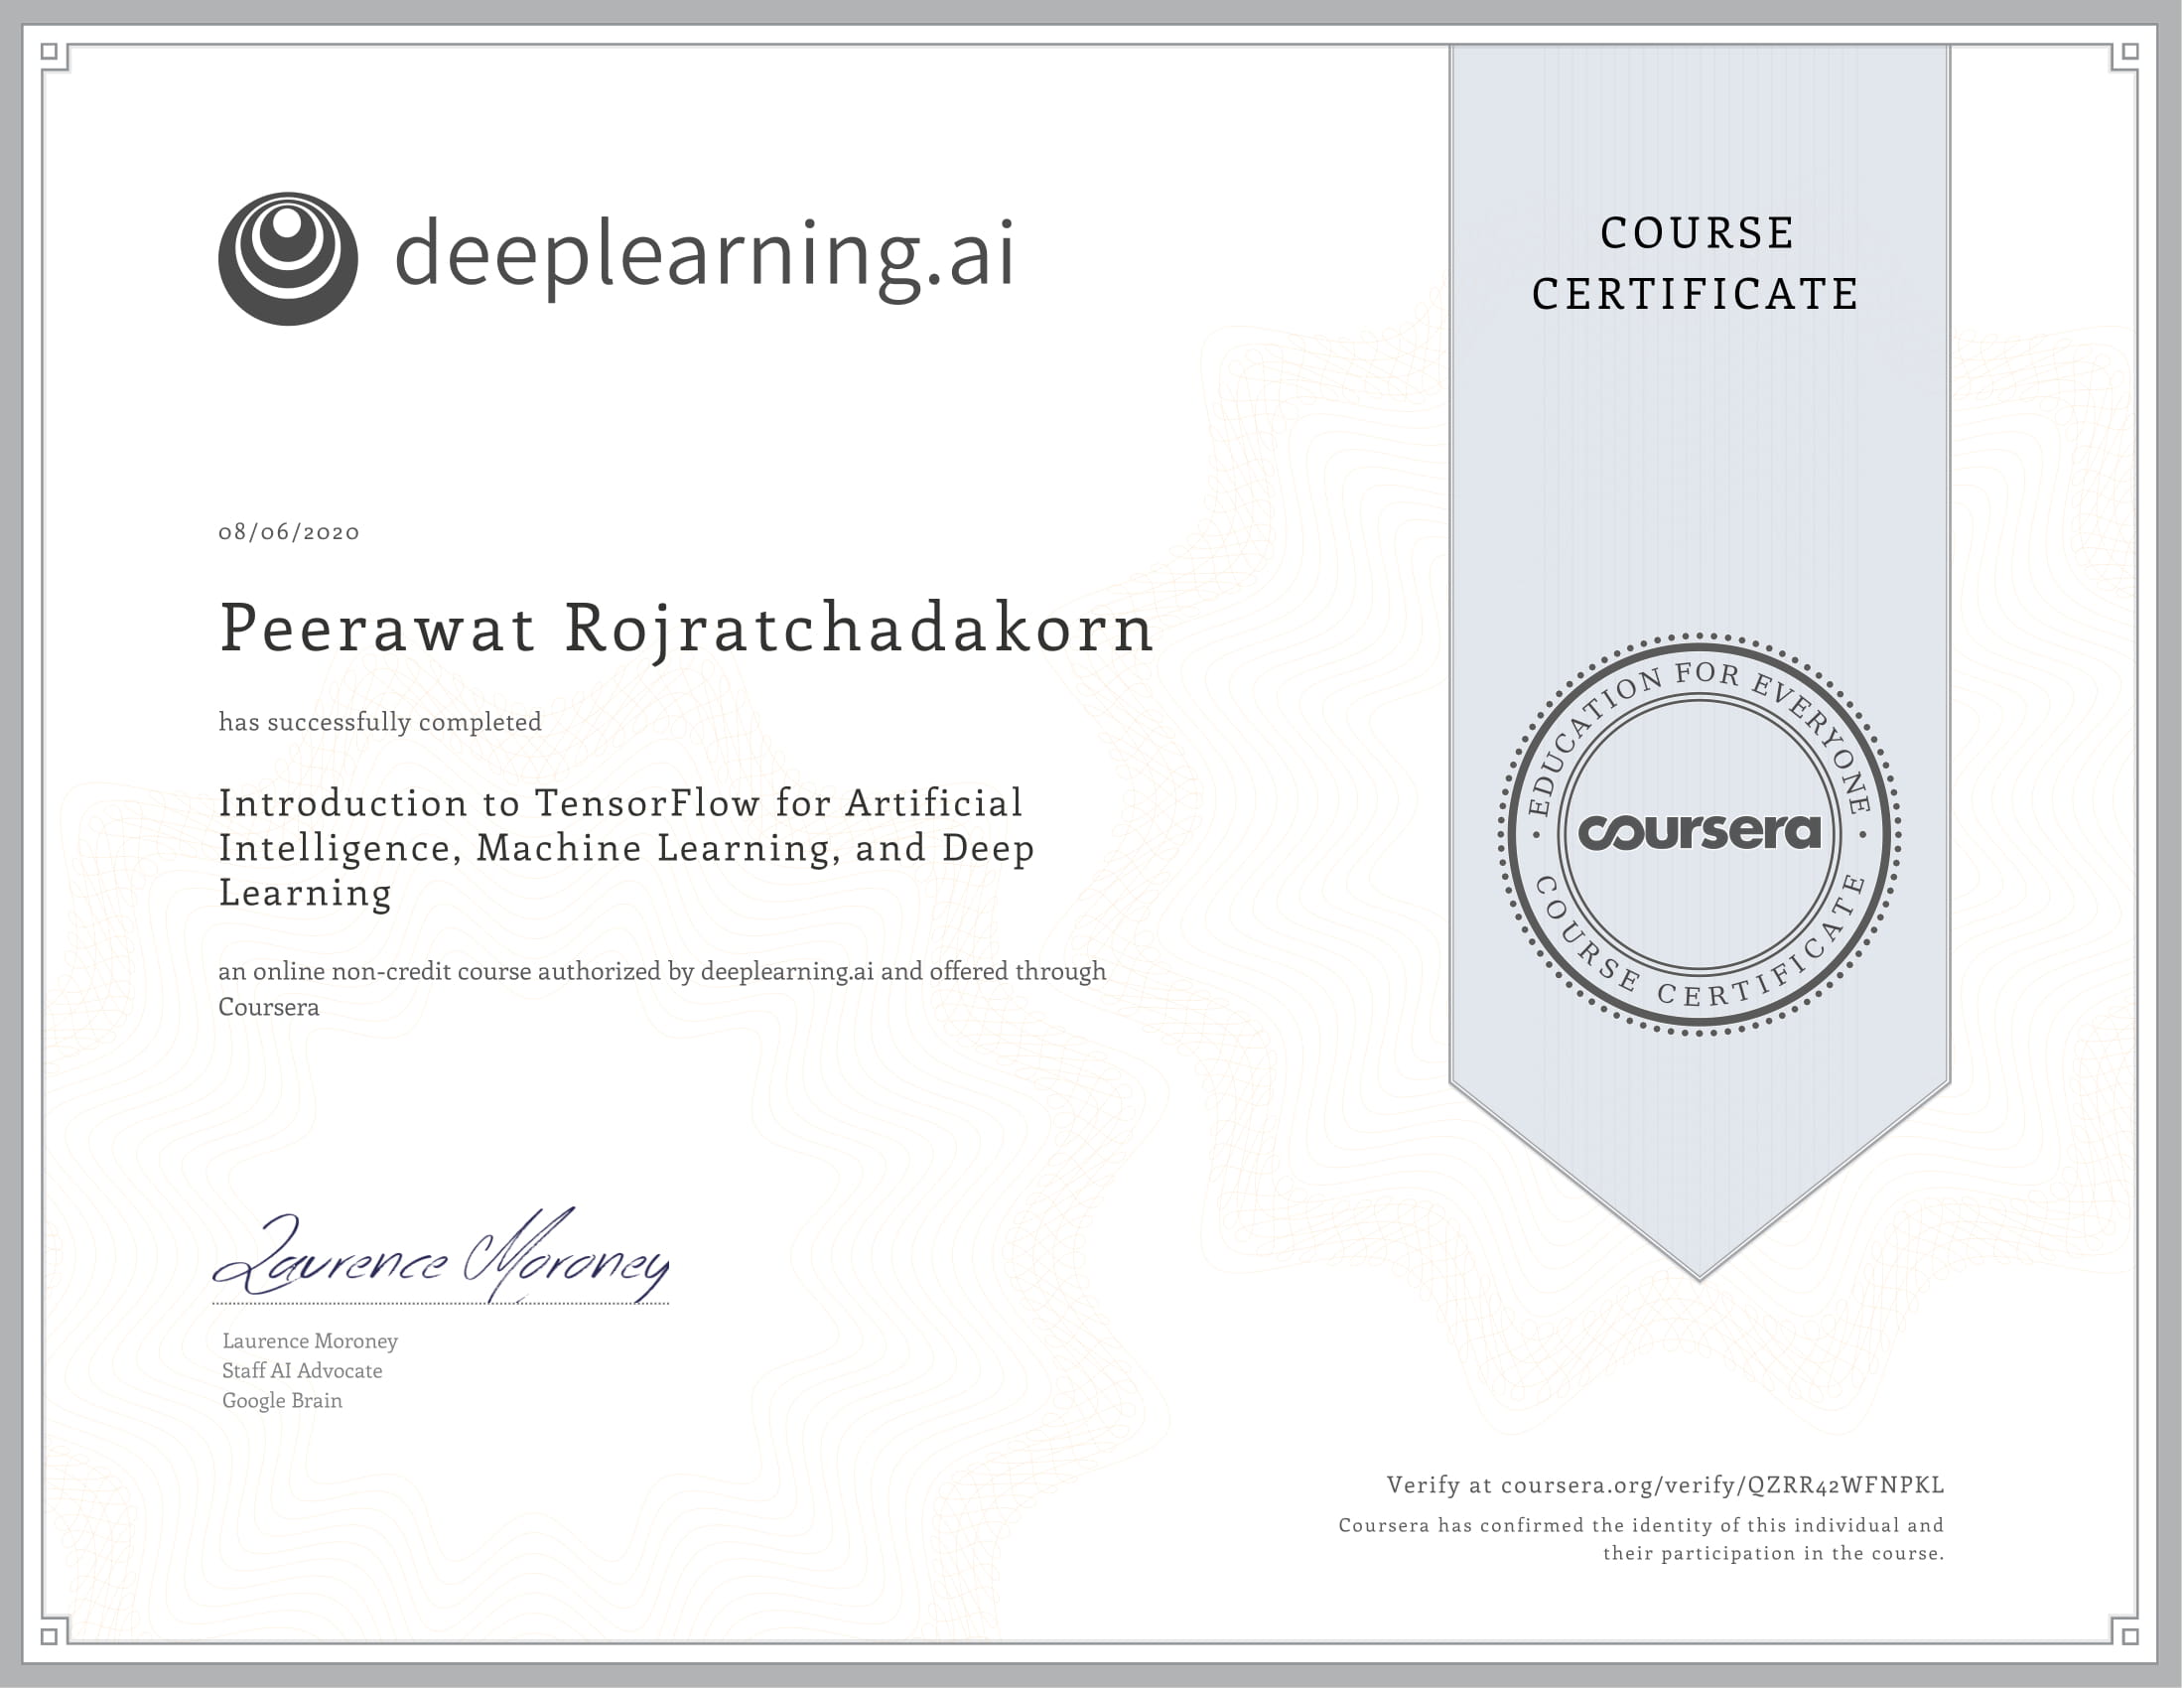 deeplearning.ai
COURSE
CERTIFICATE
08/06/2020
Peerawat Rojratchadakorn
has successfully completed
Introduction to TensorFlow for Artificial
Intelligence, Machine Learning, and Deep
Learning
an online non-credit course authorized by deeplearning.ai and offered through
Coursera
EDUCATION FOR EVERYONE
coursera
COURSE CERTIFICATE
Laurence Moroney
Laurence Moroney
Staff AI Advocate
Google Brain
Verify at coursera.org/verify/QZRR42WFNPKL
Coursera has confirmed the identity of this individual and
their participation in the course.